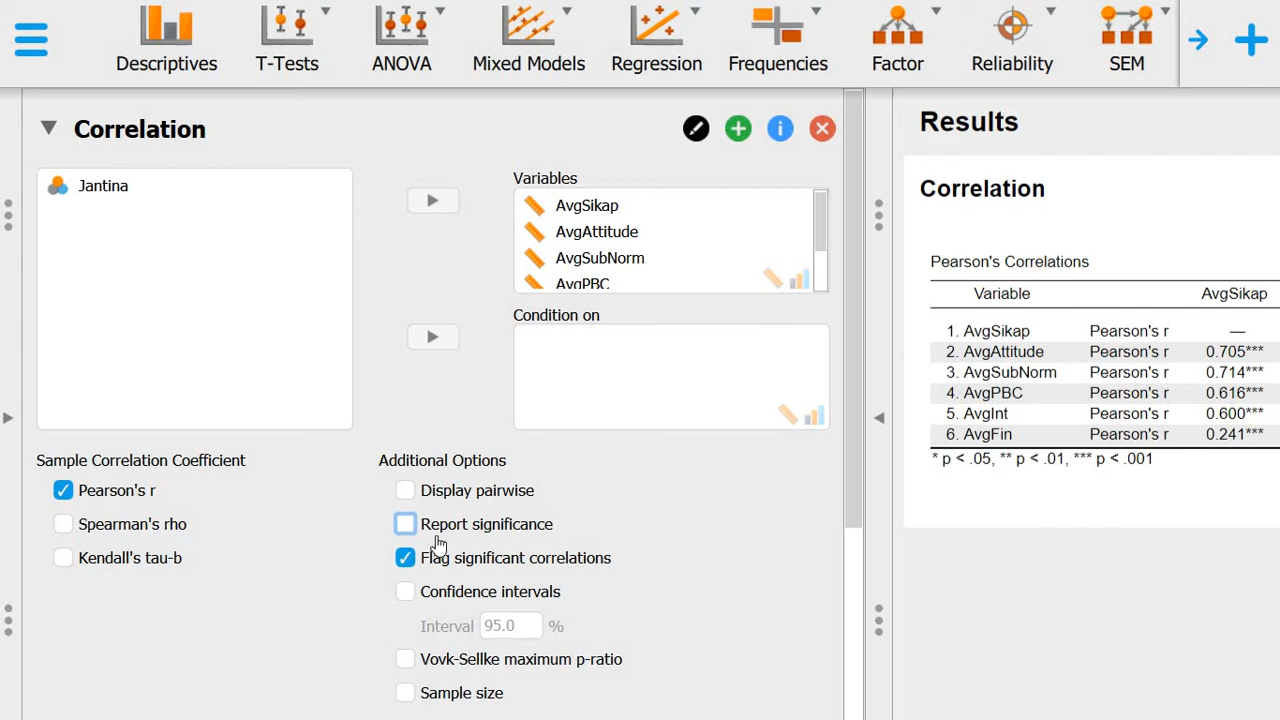 Descriptives T-Tests ANOVA Mixed Models Regression Frequencies Factor Reliability SEM
Correlation
Jantina
Variables
AvgSikap
AvgAttitude
AvgSubNorm
AvgPBC
Condition on
Sample Correlation Coefficient
Pearson's r
Spearman's rho
Kendall's tau-b
Additional Options
Display pairwise
Report significance
Flag significant correlations
Confidence intervals
Interval 95.0 %
Vovk-Sellke maximum p-ratio
Sample size
Results
Correlation
Pearson's Correlations
Variable AvgSikap
1. AvgSikap Pearson's r —
2. AvgAttitude Pearson's r 0.705***
3. AvgSubNorm Pearson's r 0.714***
4. AvgPBC Pearson's r 0.616***
5. AvgInt Pearson's r 0.600***
6. AvgFin Pearson's r 0.241***
* p < .05, ** p < .01, *** p < .001